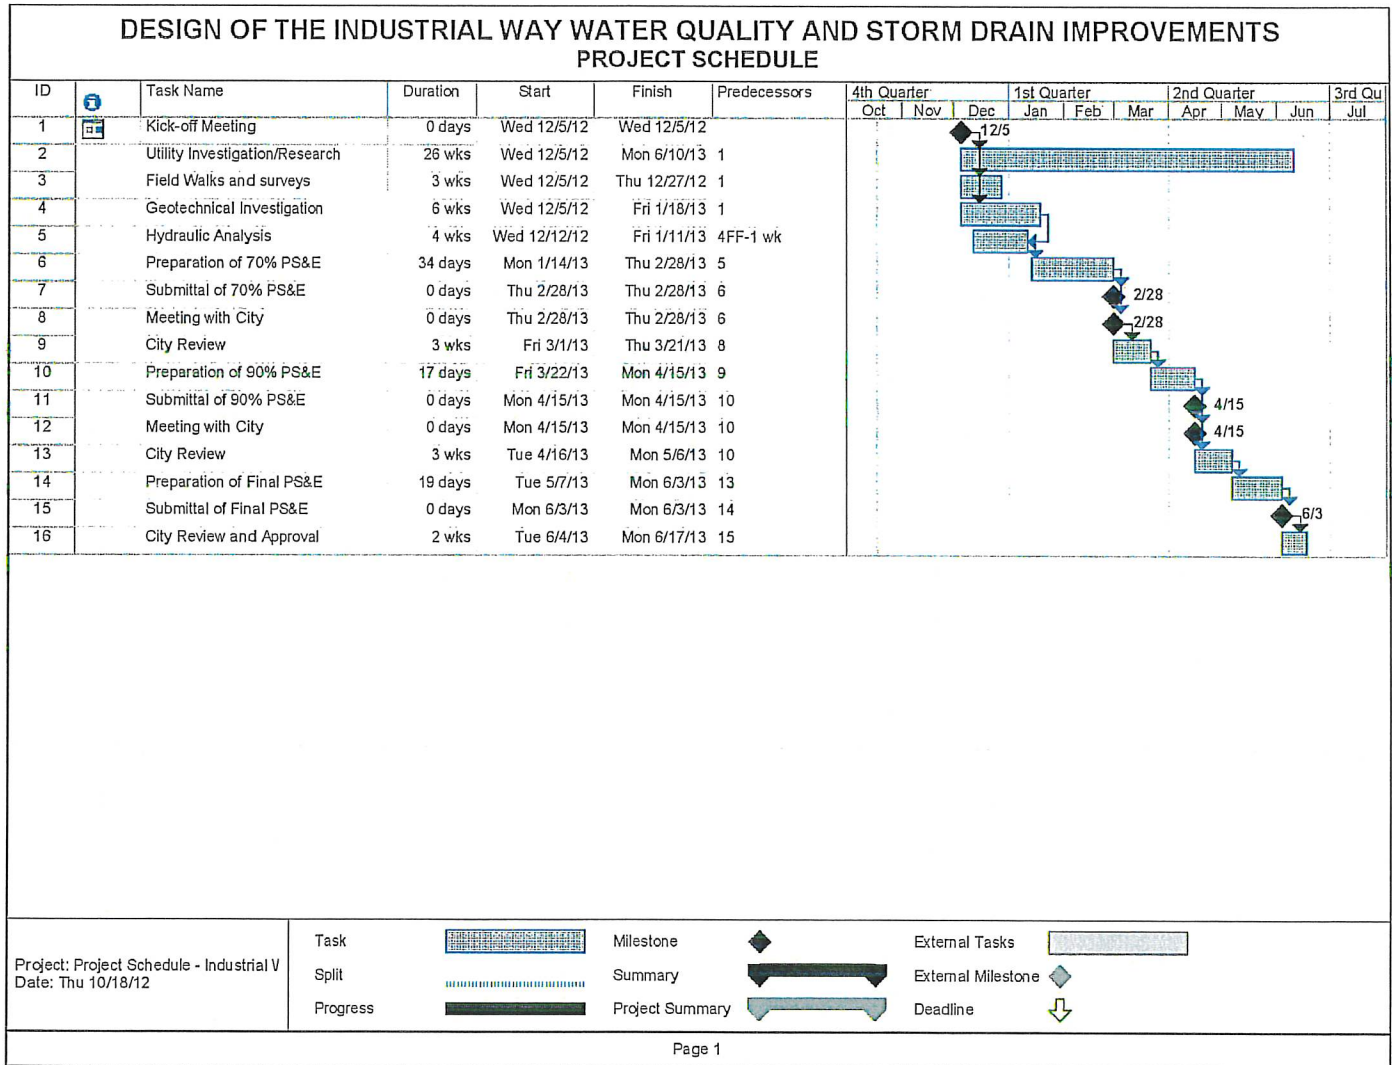 DESIGN OF THE INDUSTRIAL WAY WATER QUALITY AND STORM DRAIN IMPROVEMENTS
PROJECT SCHEDULE
ID Task Name Duration Start Finish Predecessors 4th Quarter 1st Quarter 2nd Quarter 3rd Qu
Oct Nov Dec Jan Feb Mar Apr May Jun Jul
1 Kick-off Meeting 0 days Wed 12/5/12 Wed 12/5/12 12/5
2 Utility Investigation/Research 26 wks Wed 12/5/12 Mon 6/10/13 1
3 Field Walks and surveys 3 wks Wed 12/5/12 Thu 12/27/12 1
4 Geotechnical Investigation 6 wks Wed 12/5/12 Fri 1/18/13 1
5 Hydraulic Analysis 4 wks Wed 12/12/12 Fri 1/11/13 4FF-1 wk
6 Preparation of 70% PS&E 34 days Mon 1/14/13 Thu 2/28/13 5
7 Submittal of 70% PS&E 0 days Thu 2/28/13 Thu 2/28/13 6 2/28
8 Meeting with City 0 days Thu 2/28/13 Thu 2/28/13 6 2/28
9 City Review 3 wks Fri 3/1/13 Thu 3/21/13 8
10 Preparation of 90% PS&E 17 days Fri 3/22/13 Mon 4/15/13 9
11 Submittal of 90% PS&E 0 days Mon 4/15/13 Mon 4/15/13 10 4/15
12 Meeting with City 0 days Mon 4/15/13 Mon 4/15/13 10 4/15
13 City Review 3 wks Tue 4/16/13 Mon 5/6/13 10
14 Preparation of Final PS&E 19 days Tue 5/7/13 Mon 6/3/13 13
15 Submittal of Final PS&E 0 days Mon 6/3/13 Mon 6/3/13 14 6/3
16 City Review and Approval 2 wks Tue 6/4/13 Mon 6/17/13 15
Project: Project Schedule - Industrial V
Date: Thu 10/18/12
Task Milestone External Tasks
Split Summary External Milestone
Progress Project Summary Deadline
Page 1